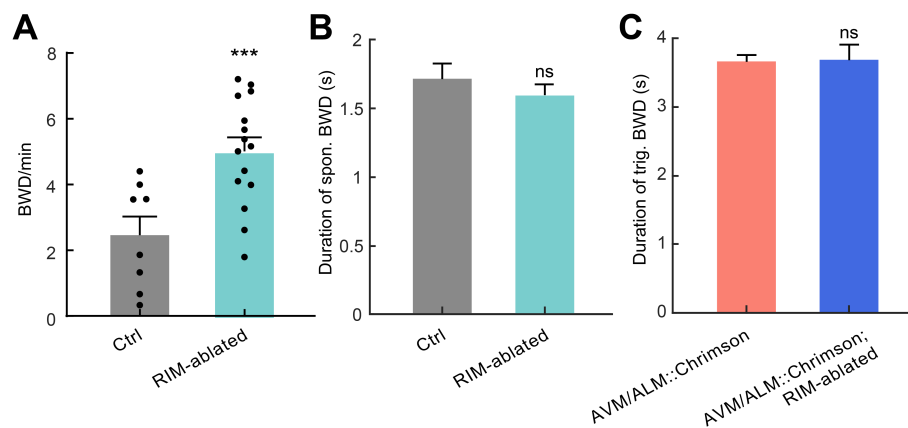 A
BWD/min
8
6
4
2
0
***
Ctrl
RIM-ablated
B
Duration of spon. BWD (s)
2
1.5
1
0.5
0
ns
Ctrl
RIM-ablated
C
Duration of trig. BWD (s)
4
3
2
1
0
ns
AVM/ALM::Chrimson
AVM/ALM::Chrimson;
RIM-ablated